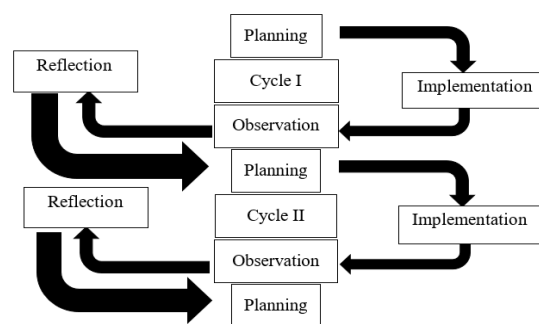 Planning
Reflection
Cycle I
Implementation
Observation
Planning
Reflection
Cycle II
Implementation
Observation
Planning